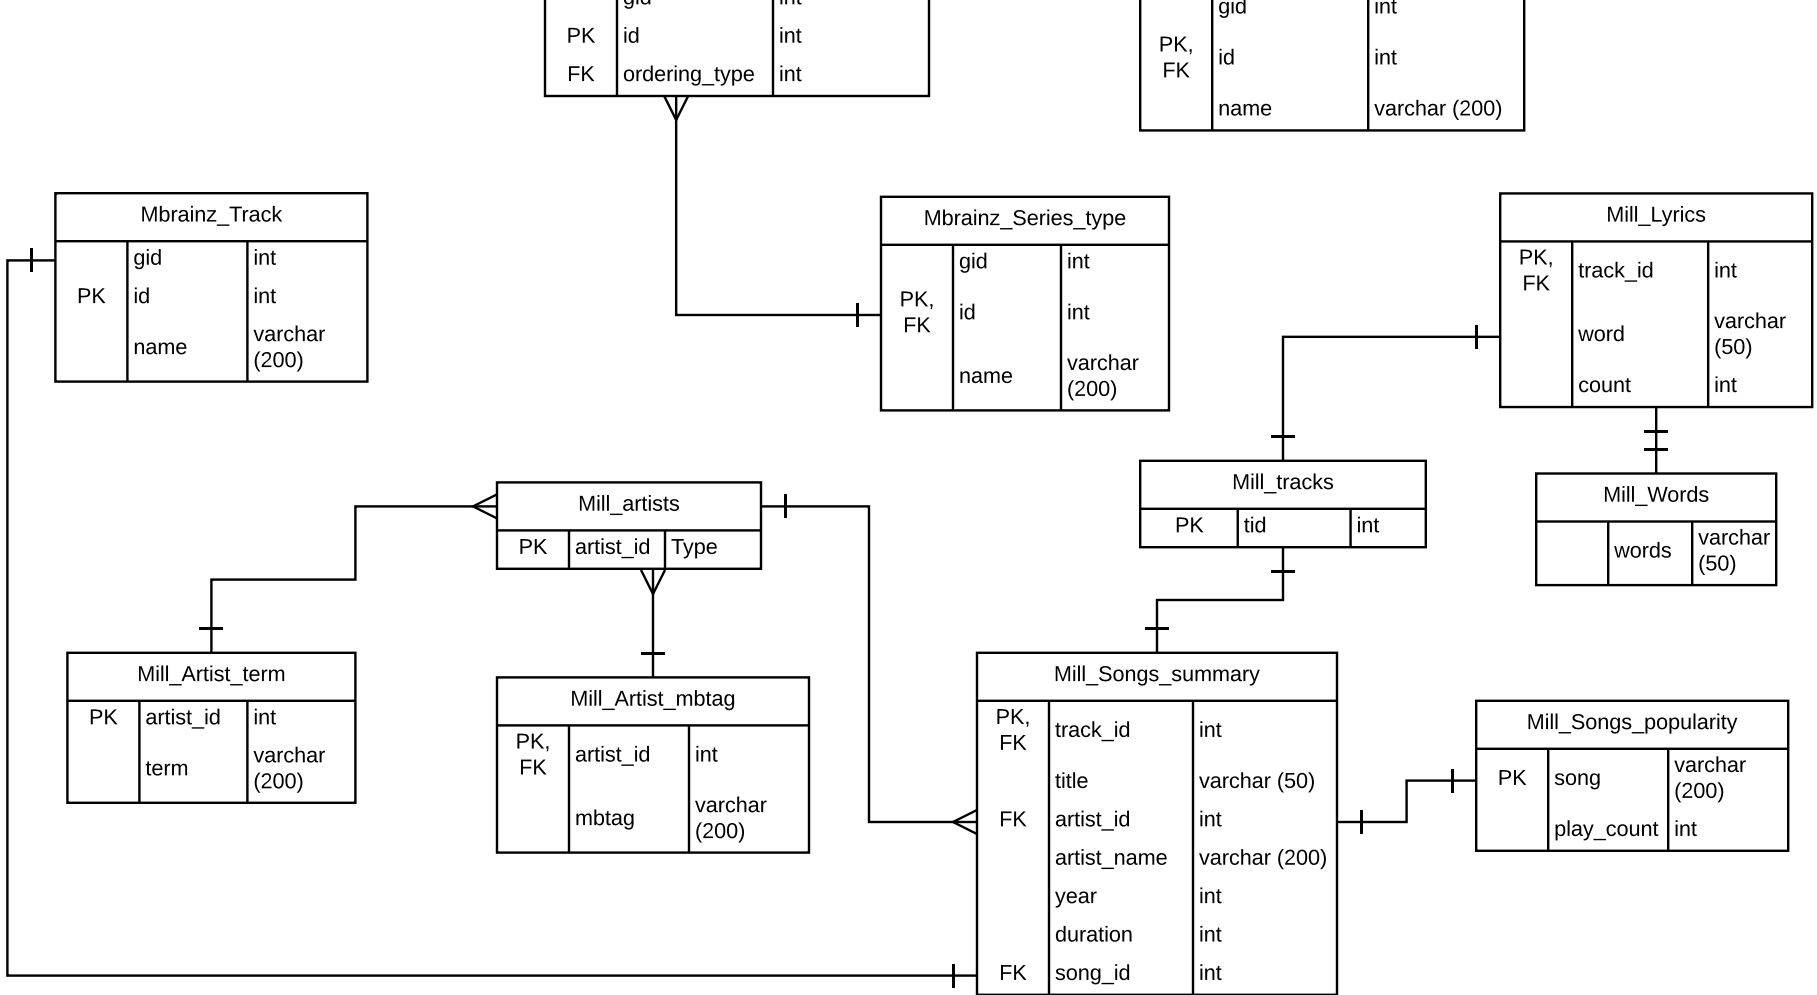 gid int
PK id int
FK ordering_type int
gid int
PK,
FK id int
name varchar (200)
Mbrainz_Track
gid int
PK id int
name varchar
(200)
Mbrainz_Series_type
gid int
PK,
FK id int
name varchar
(200)
Mill_Lyrics
PK,
FK track_id int
word varchar
(50)
count int
Mill_artists
PK artist_id Type
Mill_tracks
PK tid int
Mill_Words
words varchar
(50)
Mill_Artist_term
PK artist_id int
term varchar
(200)
Mill_Artist_mbtag
PK,
FK artist_id int
mbtag varchar
(200)
Mill_Songs_summary
PK,
FK track_id int
title varchar (50)
FK artist_id int
artist_name varchar (200)
year int
duration int
FK song_id int
Mill_Songs_popularity
PK song varchar
(200)
play_count int